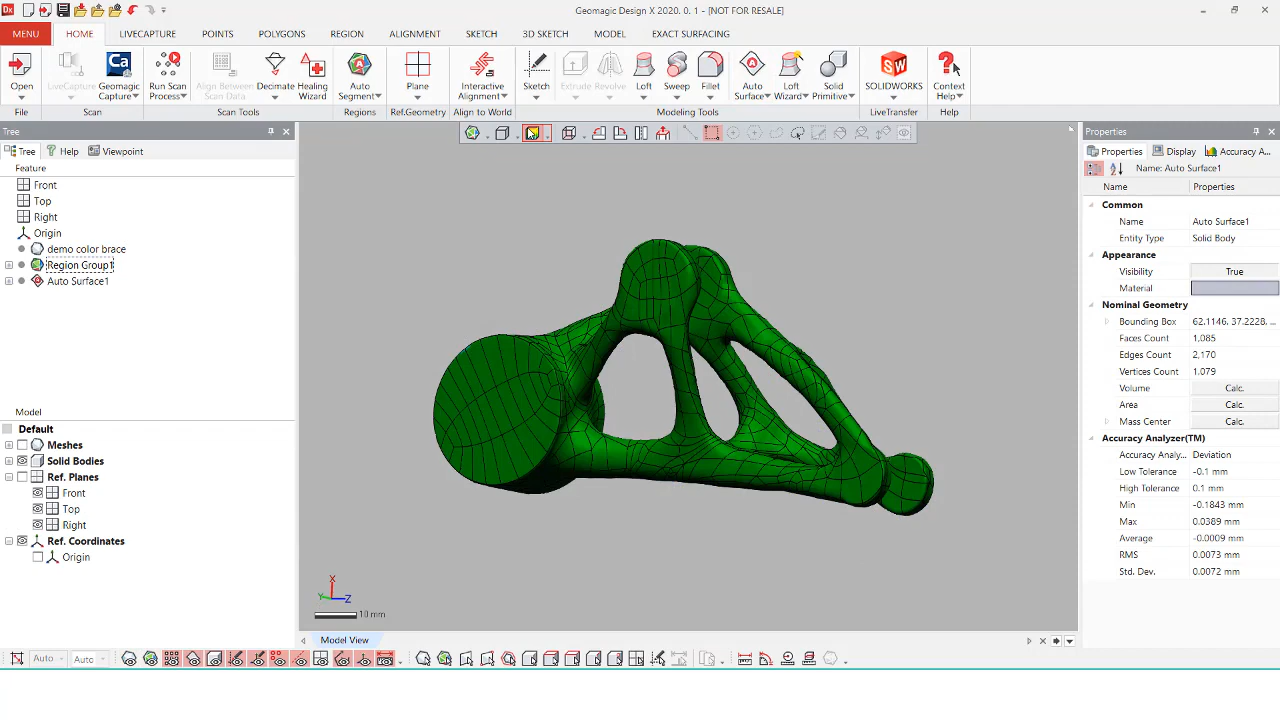 Geomagic Design X 2020. 0. 1 - [NOT FOR RESALE]
MENU HOME LIVECAPTURE POINTS POLYGONS REGION ALIGNMENT SKETCH 3D SKETCH MODEL EXACT SURFACING
Open LiveCapture Geomagic Capture Run Scan Process Align Between Scan Data Decimate Healing Wizard Auto Segment Plane Interactive Alignment Sketch Extrude Revolve Loft Sweep Fillet Auto Surface Loft Wizard Solid Primitive SOLIDWORKS Context Help
File Scan Scan Tools Regions Ref.Geometry Align to World Modeling Tools LiveTransfer Help
Tree
Tree Help Viewpoint
Feature
Front
Top
Right
Origin
demo color brace
Region Group1
Auto Surface1
Model
Default
Meshes
Solid Bodies
Ref. Planes
Front
Top
Right
Ref. Coordinates
Origin
X
Y
Z
10 mm
Model View
Properties
Properties Display Accuracy A...
Name: Auto Surface1
Name Properties
Common
Name Auto Surface1
Entity Type Solid Body
Appearance
Visibility True
Material
Nominal Geometry
Bounding Box 62.1146, 37.2228, ...
Faces Count 1,085
Edges Count 2,170
Vertices Count 1,079
Volume Calc.
Area Calc.
Mass Center Calc.
Accuracy Analyzer(TM)
Accuracy Analy... Deviation
Low Tolerance -0.1 mm
High Tolerance 0.1 mm
Min -0.1843 mm
Max 0.0389 mm
Average -0.0009 mm
RMS 0.0073 mm
Std. Dev. 0.0072 mm
Auto Auto